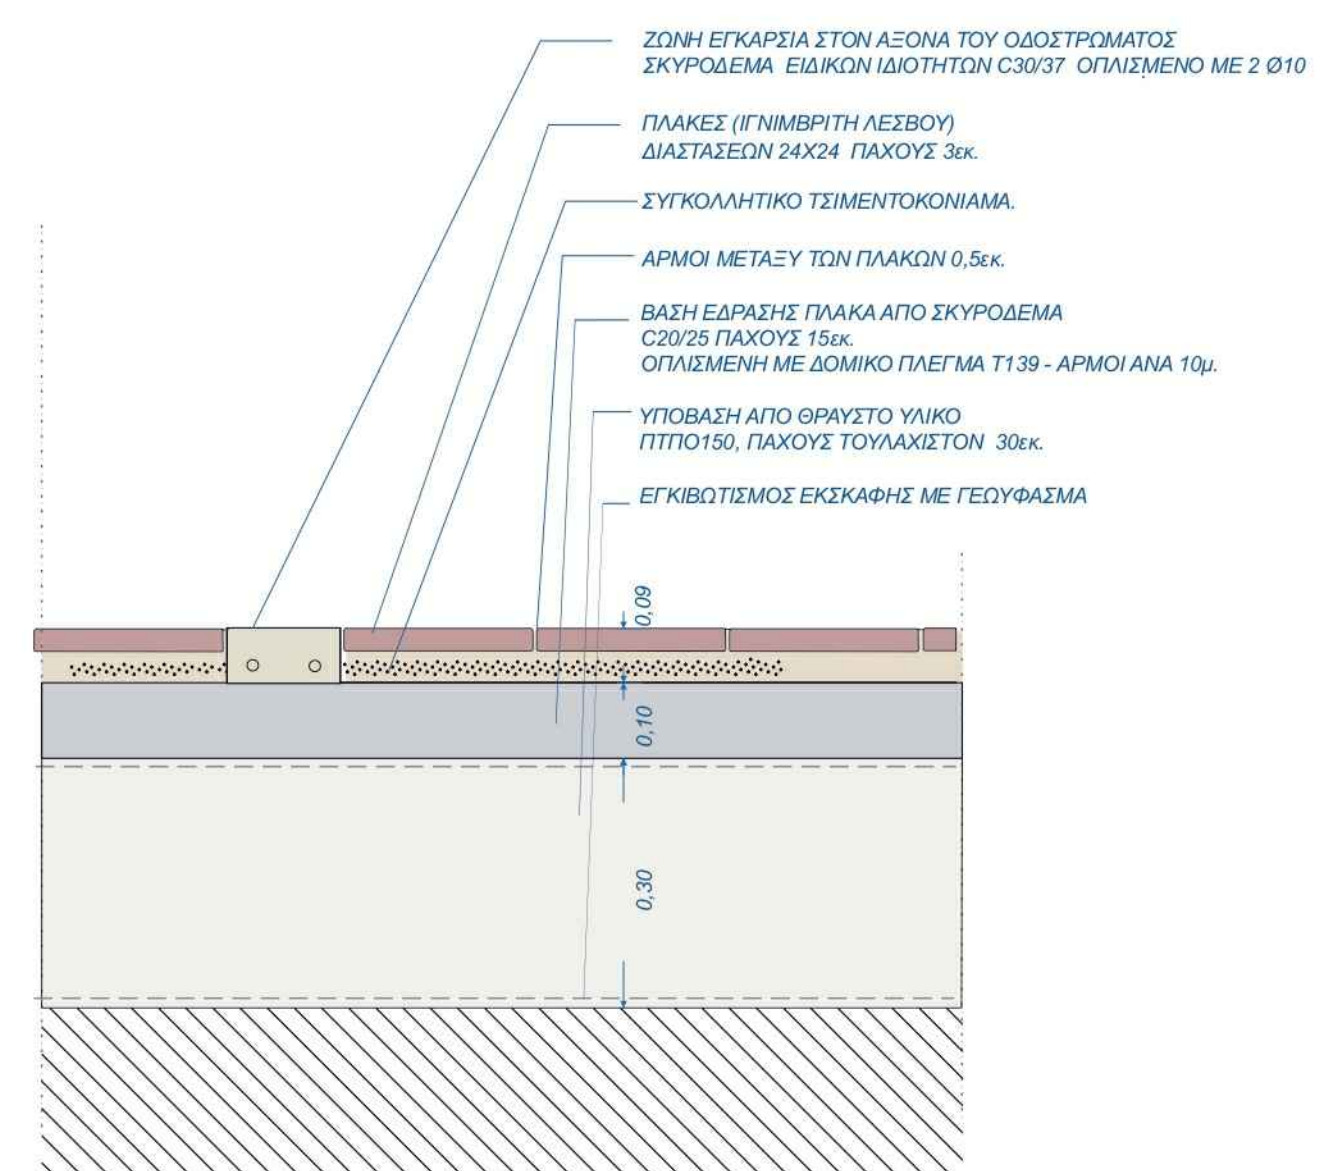 ΖΩΝΗ ΕΓΚΑΡΣΙΑ ΣΤΟΝ ΑΞΟΝΑ ΤΟΥ ΟΔΟΣΤΡΩΜΑΤΟΣ
ΣΚΥΡΟΔΕΜΑ ΕΙΔΙΚΩΝ ΙΔΙΟΤΗΤΩΝ C30/37 ΟΠΛΙΣΜΕΝΟ ΜΕ 2 Ø10
ΠΛΑΚΕΣ (ΙΓΝΙΜΒΡΙΤΗ ΛΕΣΒΟΥ)
ΔΙΑΣΤΑΣΕΩΝ 24Χ24 ΠΑΧΟΥΣ 3εκ.
ΣΥΓΚΟΛΛΗΤΙΚΟ ΤΣΙΜΕΝΤΟΚΟΝΙΑΜΑ.
ΑΡΜΟΙ ΜΕΤΑΞΥ ΤΩΝ ΠΛΑΚΩΝ 0,5εκ.
ΒΑΣΗ ΕΔΡΑΣΗΣ ΠΛΑΚΑ ΑΠΟ ΣΚΥΡΟΔΕΜΑ
C20/25 ΠΑΧΟΥΣ 15εκ.
ΟΠΛΙΣΜΕΝΗ ΜΕ ΔΟΜΙΚΟ ΠΛΕΓΜΑ Τ139 - ΑΡΜΟΙ ΑΝΑ 10μ.
ΥΠΟΒΑΣΗ ΑΠΟ ΘΡΑΥΣΤΟ ΥΛΙΚΟ
ΠΤΠΟ150, ΠΑΧΟΥΣ ΤΟΥΛΑΧΙΣΤΟΝ 30εκ.
ΕΓΚΙΒΩΤΙΣΜΟΣ ΕΚΣΚΑΦΗΣ ΜΕ ΓΕΩΥΦΑΣΜΑ
0,09
0,10
0,30